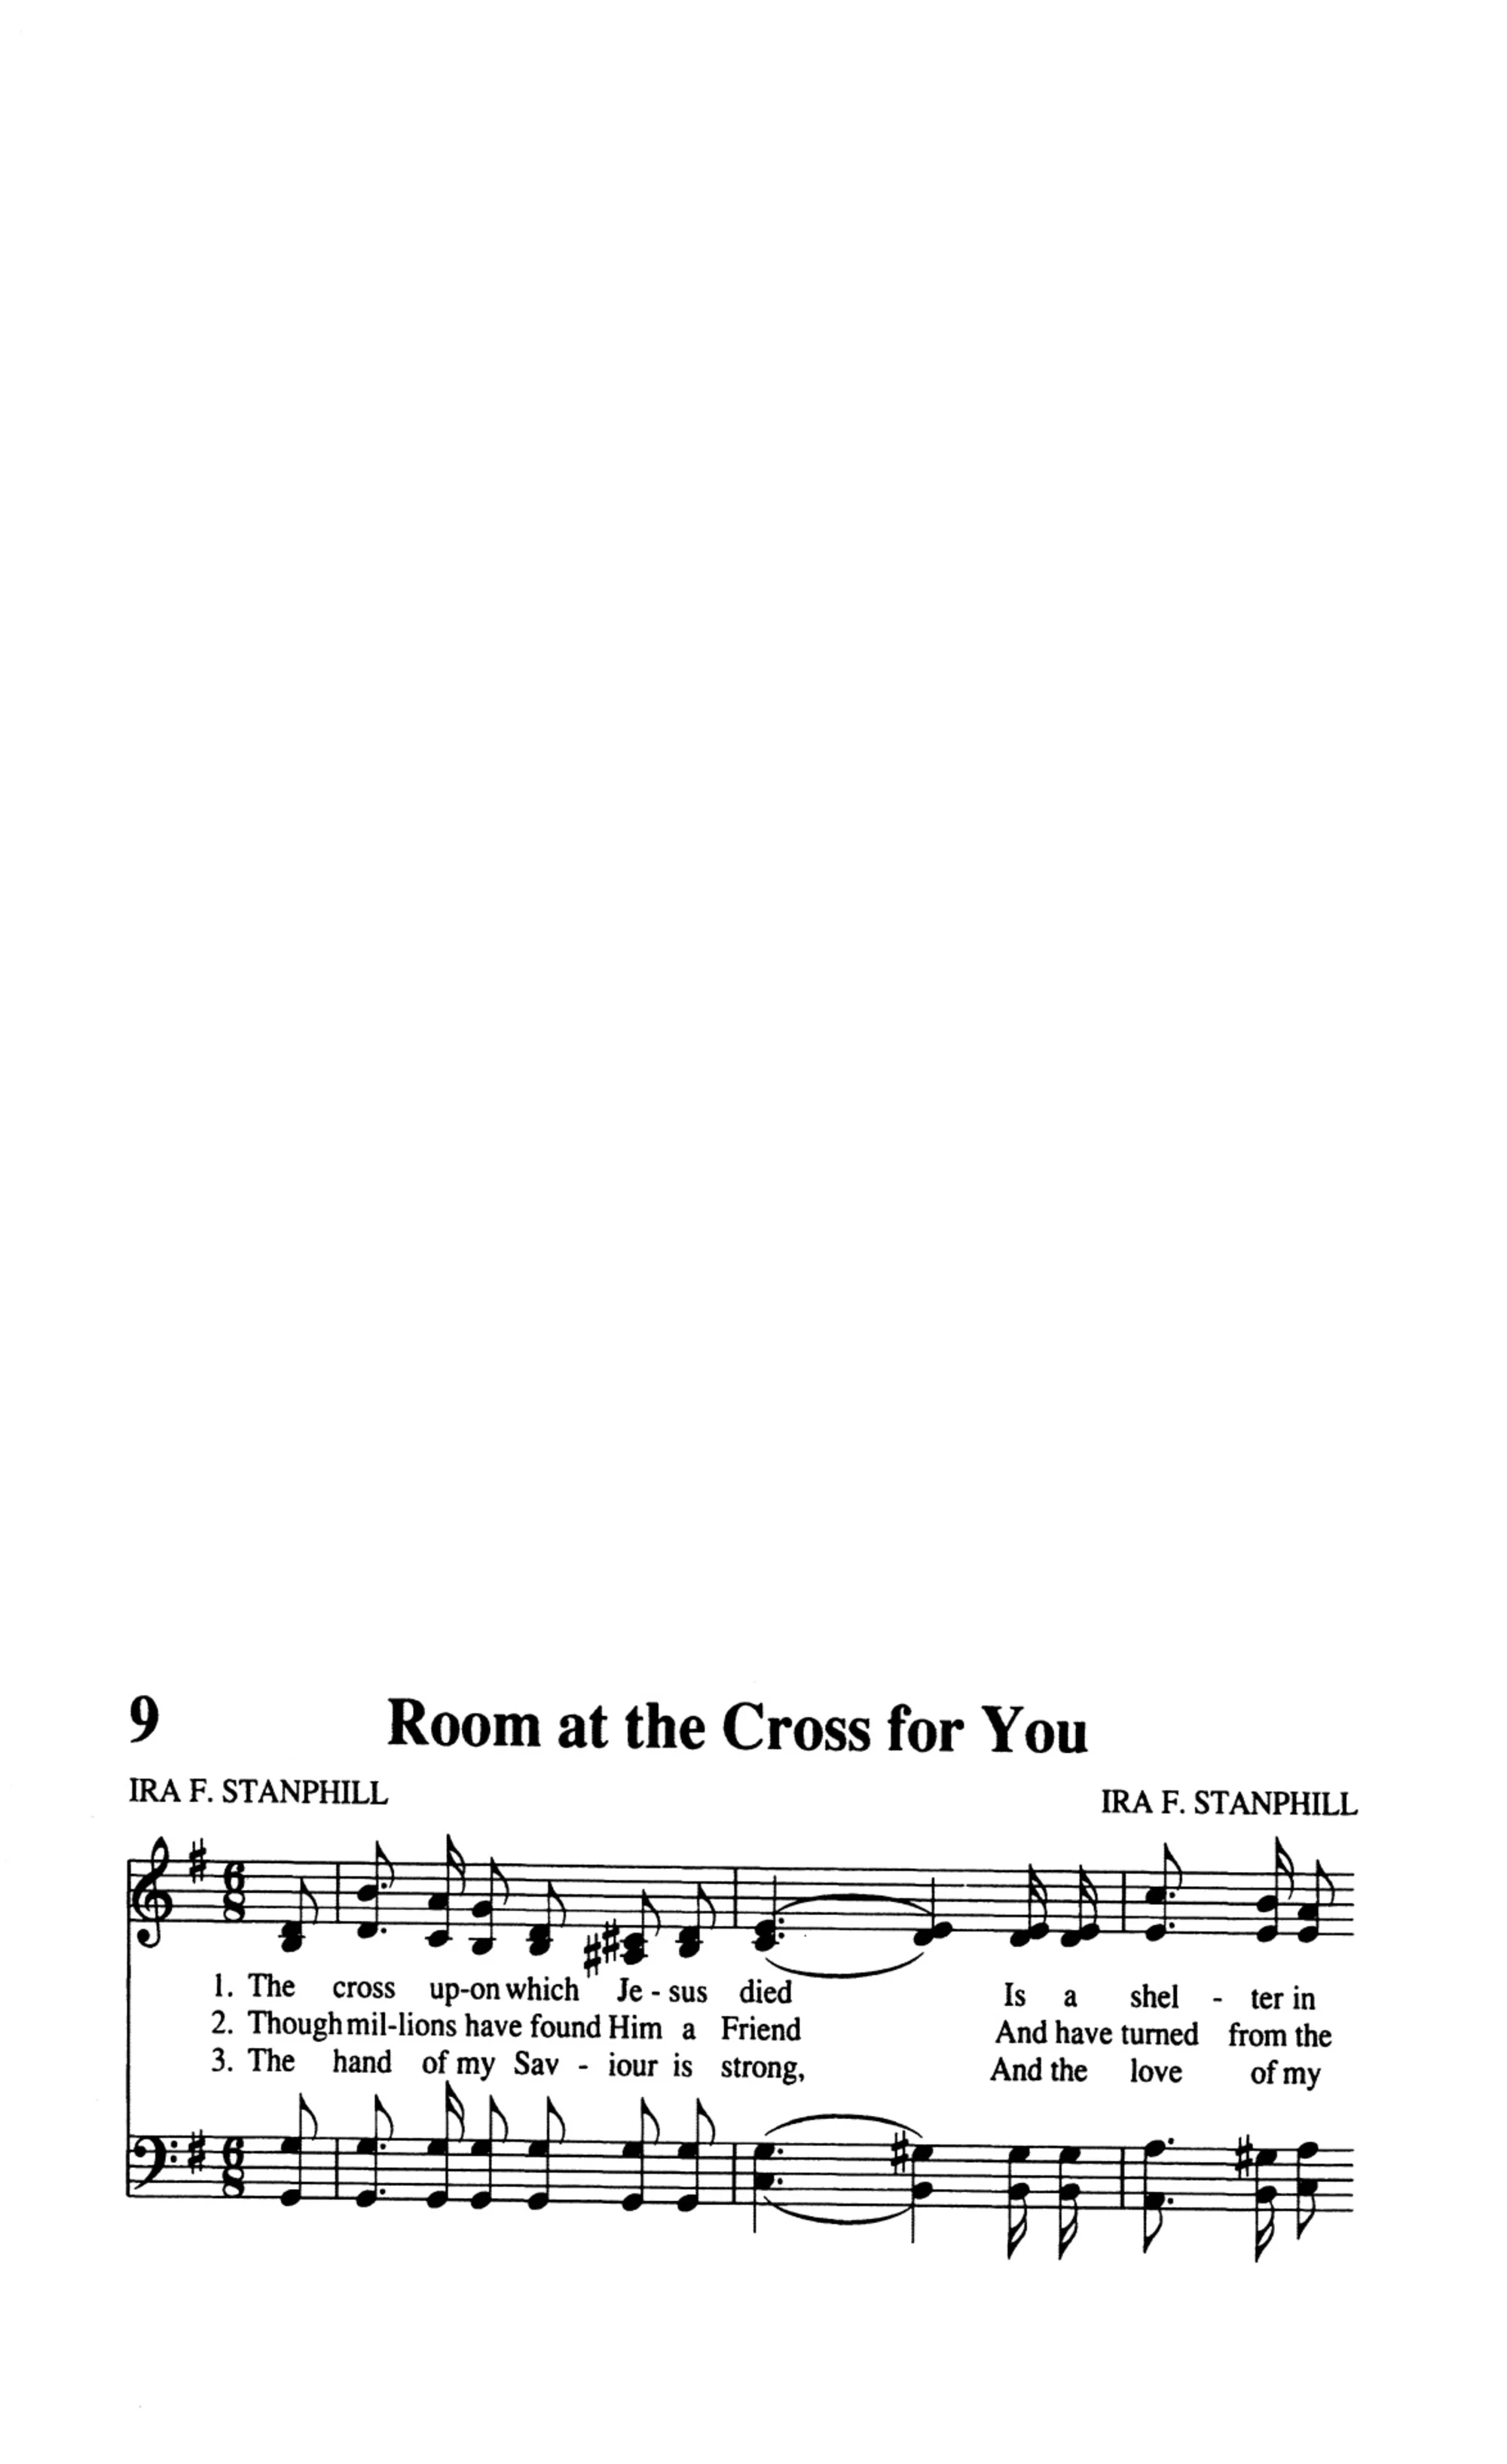 9 Room at the Cross for You
IRA F. STANPHILL IRA F. STANPHILL
1. The cross up-on which Je - sus died Is a shel - ter in
2. Though mil-lions have found Him a Friend And have turned from the
3. The hand of my Sav - iour is strong, And the love of my